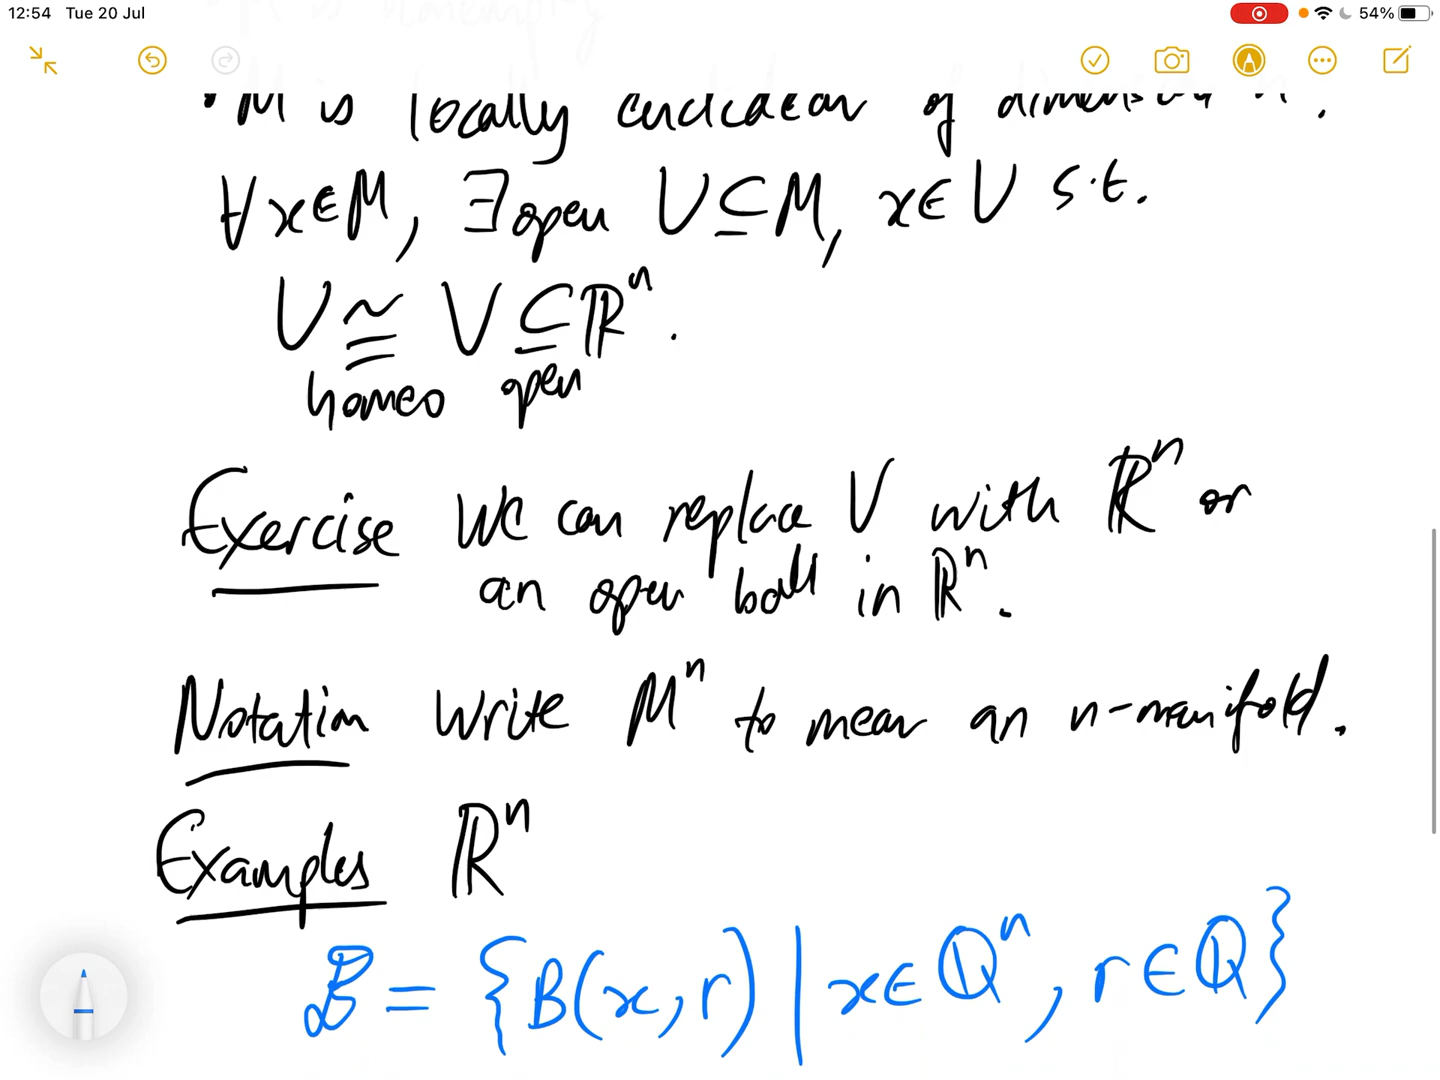 12:54 Tue 20 Jul
54%
• M is locally euclidean of dimension n.
∀x∈M, ∃open U⊆M, x∈U s.t.
U ≅ V ⊆ ℝⁿ.
homeo open
Exercise We can replace V with ℝⁿ or
an open ball in ℝⁿ.
Notation Write Mⁿ to mean an n-manifold.
Examples ℝⁿ
ℬ = {B(x,r) | x∈ℚⁿ, r∈ℚ}